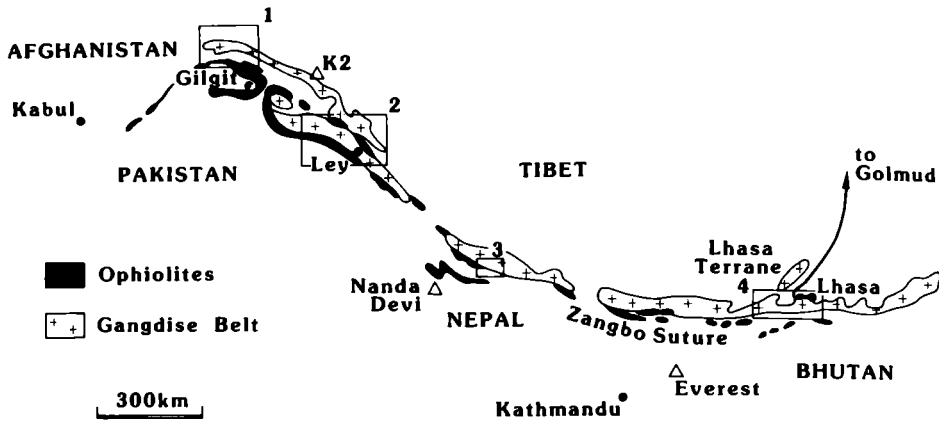 1
AFGHANISTAN
K2
Gilgit
Kabul
2
Ley
PAKISTAN
TIBET
to
Golmud
3
Lhasa
Terrane
4
Lhasa
Ophiolites
Nanda
Devi
NEPAL
Zangbo Suture
Gangdise Belt
BHUTAN
Everest
300km
Kathmandu